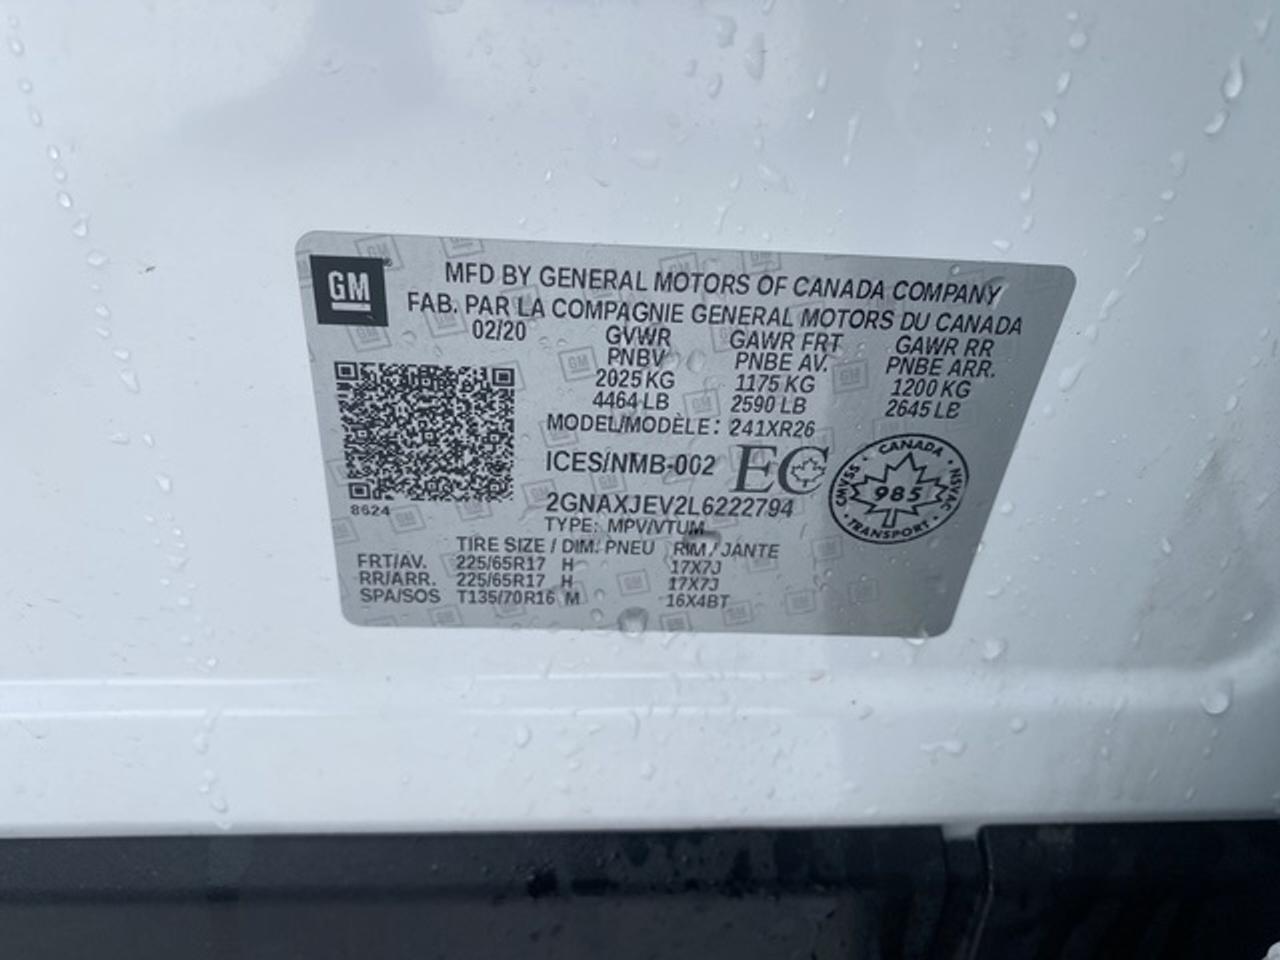 GM
MFD BY GENERAL MOTORS OF CANADA COMPANY
FAB. PAR LA COMPAGNIE GENERAL MOTORS DU CANADA
02/20 GVWR GAWR FRT GAWR RR
PNBV PNBE AV. PNBE ARR.
2025 KG 1175 KG 1200 KG
4464 LB 2590 LB 2645 LB
MODEL/MODÈLE: 241XR26
ICES/NMB-002 EC
2GNAXJEV2L6222794
TYPE: MPV/VTUM
8624
CANADA
CMVSS 985 NSVAC
TRANSPORT
TIRE SIZE / DIM. PNEU RIM / JANTE
FRT/AV. 225/65R17 H 17X7J
RR/ARR. 225/65R17 H 17X7J
SPA/SOS T135/70R16 M 16X4BT